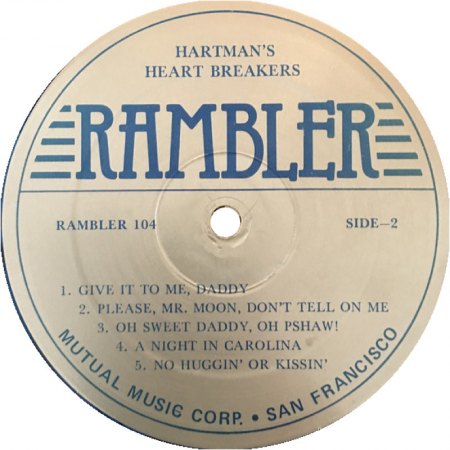 HARTMAN'S
HEART BREAKERS
RAMBLER
RAMBLER 104
SIDE—2
1. GIVE IT TO ME, DADDY
2. PLEASE, MR. MOON, DON'T TELL ON ME
3. OH SWEET DADDY, OH PSHAW!
4. A NIGHT IN CAROLINA
5. NO HUGGIN' OR KISSIN'
MUTUAL MUSIC CORP. • SAN FRANCISCO